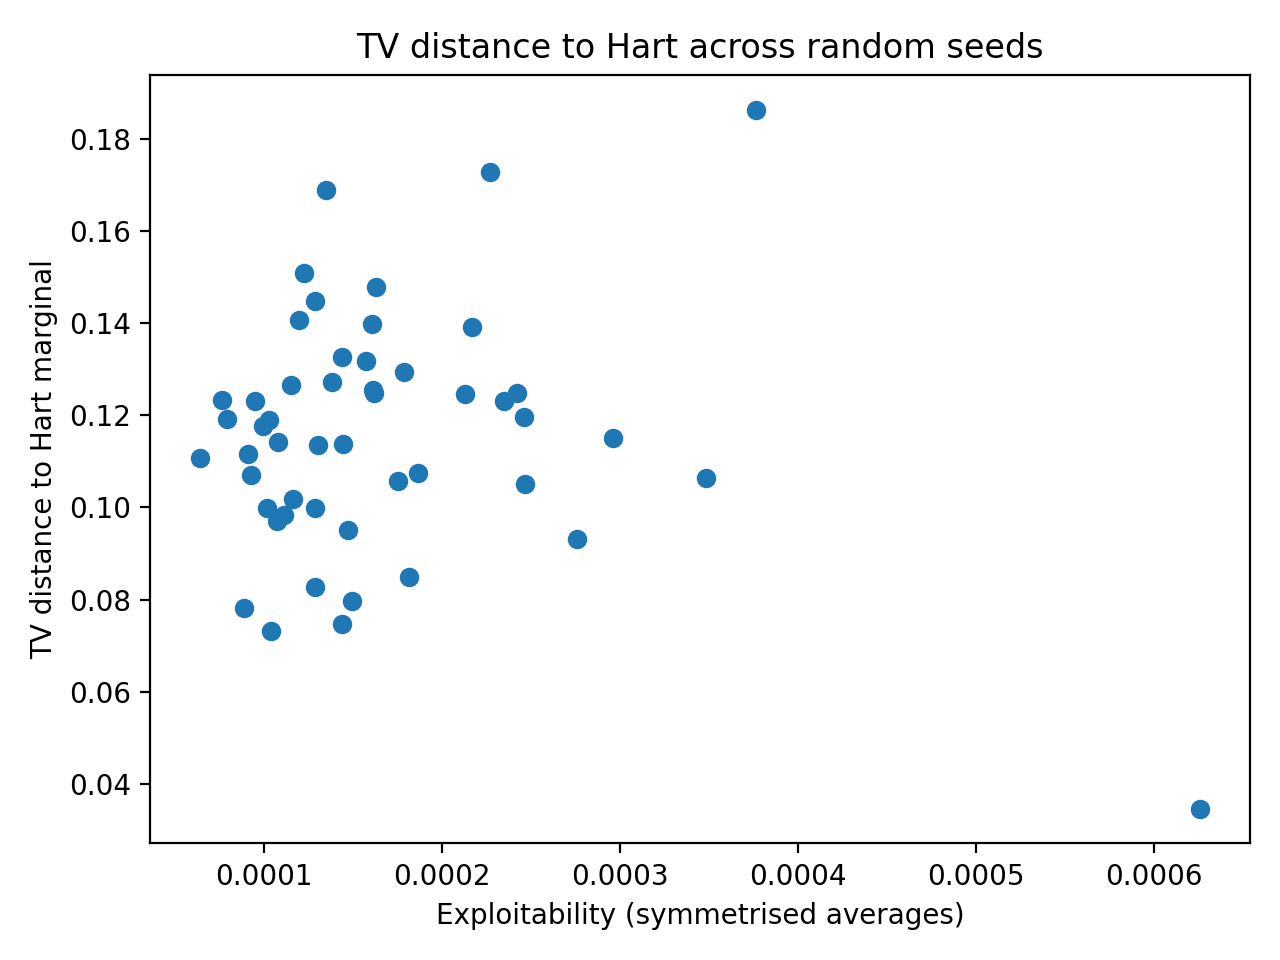 TV distance to Hart across random seeds
TV distance to Hart marginal
0.18
0.16
0.14
0.12
0.10
0.08
0.06
0.04
0.0001 0.0002 0.0003 0.0004 0.0005 0.0006
Exploitability (symmetrised averages)